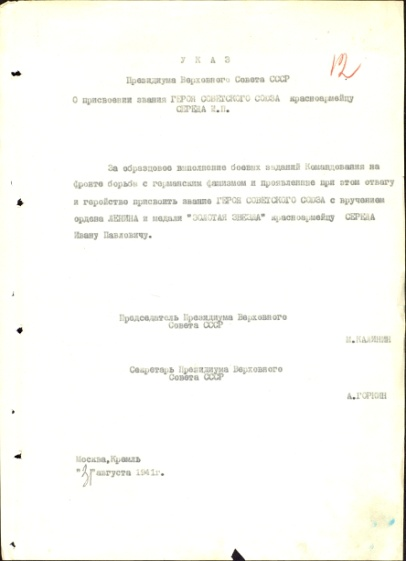 У К А З
12
Президиума Верховного Совета СССР
О присвоении звания ГЕРОЯ СОВЕТСКОГО СОЮЗА красноармейцу
СЕРЕДА И.П.
За образцовое выполнение боевых заданий Командования на
фронте борьбы с германским фашизмом и проявленные при этом отвагу
и геройство присвоить звание ГЕРОЯ СОВЕТСКОГО СОЮЗА с вручением
ордена ЛЕНИНА и медали "ЗОЛОТАЯ ЗВЕЗДА" красноармейцу СЕРЕДА
Ивану Павловичу.
Председатель Президиума Верховного
Совета СССР
М.КАЛИНИН
Секретарь Президиума Верховного
Совета СССР
А.ГОРКИН
Москва, Кремль
"31" августа 1941г.